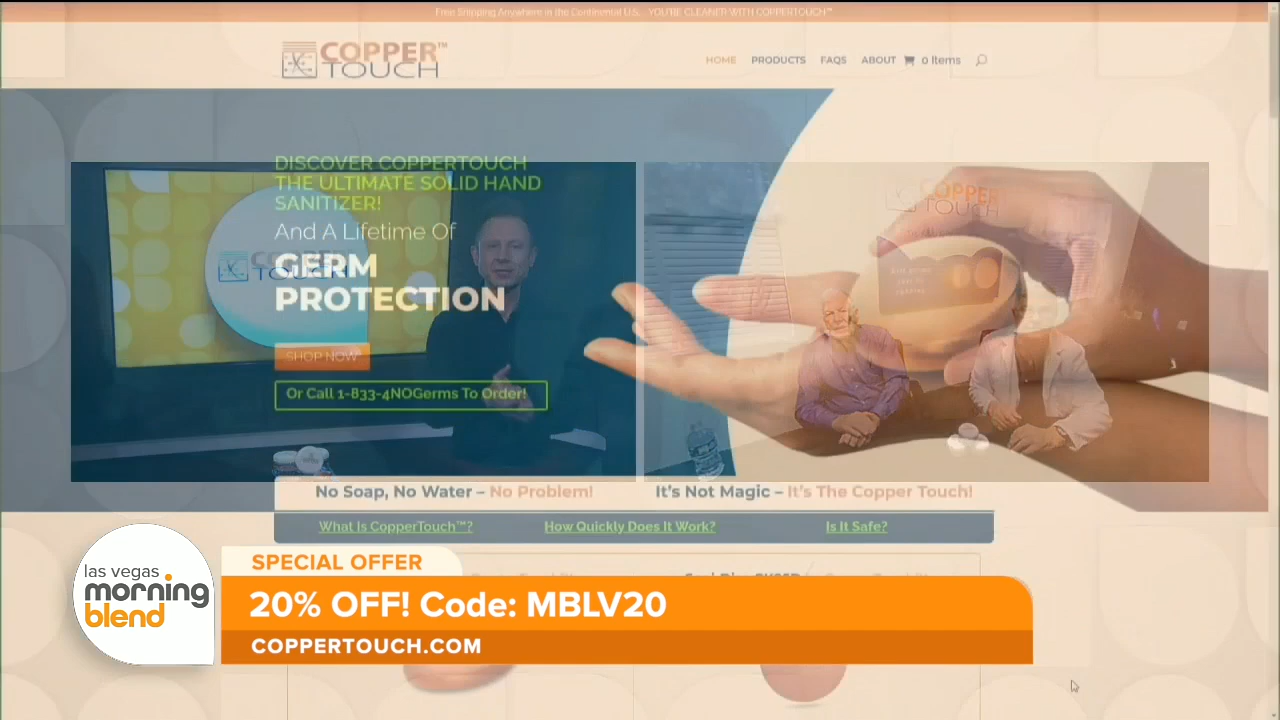 Free Shipping Anywhere in the Continental U.S. YOU'RE CLEANER WITH COPPERTOUCH™
COPPER™
TOUCH
HOME PRODUCTS FAQS ABOUT 0 Items
DISCOVER COPPERTOUCH
THE ULTIMATE SOLID HAND
SANITIZER!
And A Lifetime Of
GERM
PROTECTION
SHOP NOW
Or Call 1-833-4NOGerms To Order!
COPPER
TOUCH
COPPER
TOUCH
No Soap, No Water – No Problem!
It's Not Magic – It's The Copper Touch!
What Is CopperTouch™?
How Quickly Does It Work?
Is It Safe?
las vegas
morning
blend
SPECIAL OFFER
20% OFF! Code: MBLV20
COPPERTOUCH.COM